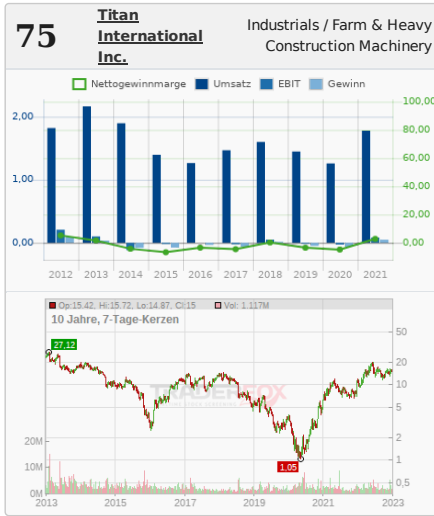 75
Titan
International
Inc.
Industrials / Farm & Heavy
Construction Machinery
Nettogewinnmarge Umsatz EBIT Gewinn
2,00
1,00
0,00
100,00
80,00
60,00
40,00
20,00
0,00
2012 2013 2014 2015 2016 2017 2018 2019 2020 2021
Op:15.42, Hi:15.72, Lo:14.87, Cl:15 Vol: 1.117M
10 Jahre, 7-Tage-Kerzen
27,12
TRADERFOX
1,05
50
20
10
5
2
1
0,5
20M
10M
0M
2013 2015 2017 2019 2021 2023